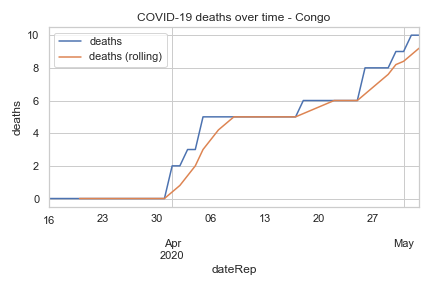 COVID-19 deaths over time - Congo
deaths
deaths (rolling)
10
8
6
4
2
0
deaths
16 23 30 06 13 20 27
Apr May
2020
dateRep